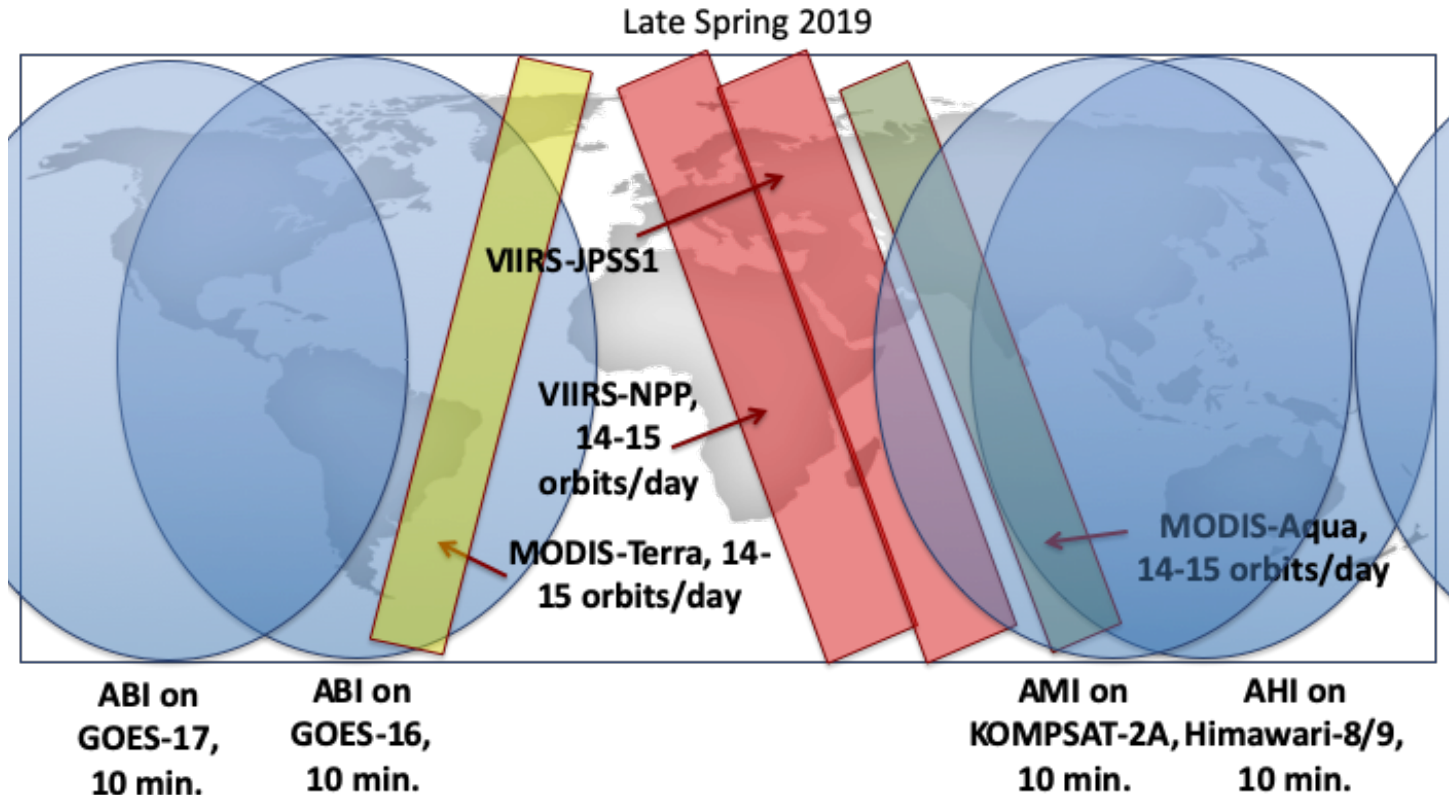 Late Spring 2019
VIIRS-JPSS1
VIIRS-NPP,
14-15
orbits/day
MODIS-Terra, 14-
15 orbits/day
MODIS-Aqua,
14-15 orbits/day
ABI on
GOES-17,
10 min.
ABI on
GOES-16,
10 min.
AMI on
KOMPSAT-2A,
10 min.
AHI on
Himawari-8/9,
10 min.